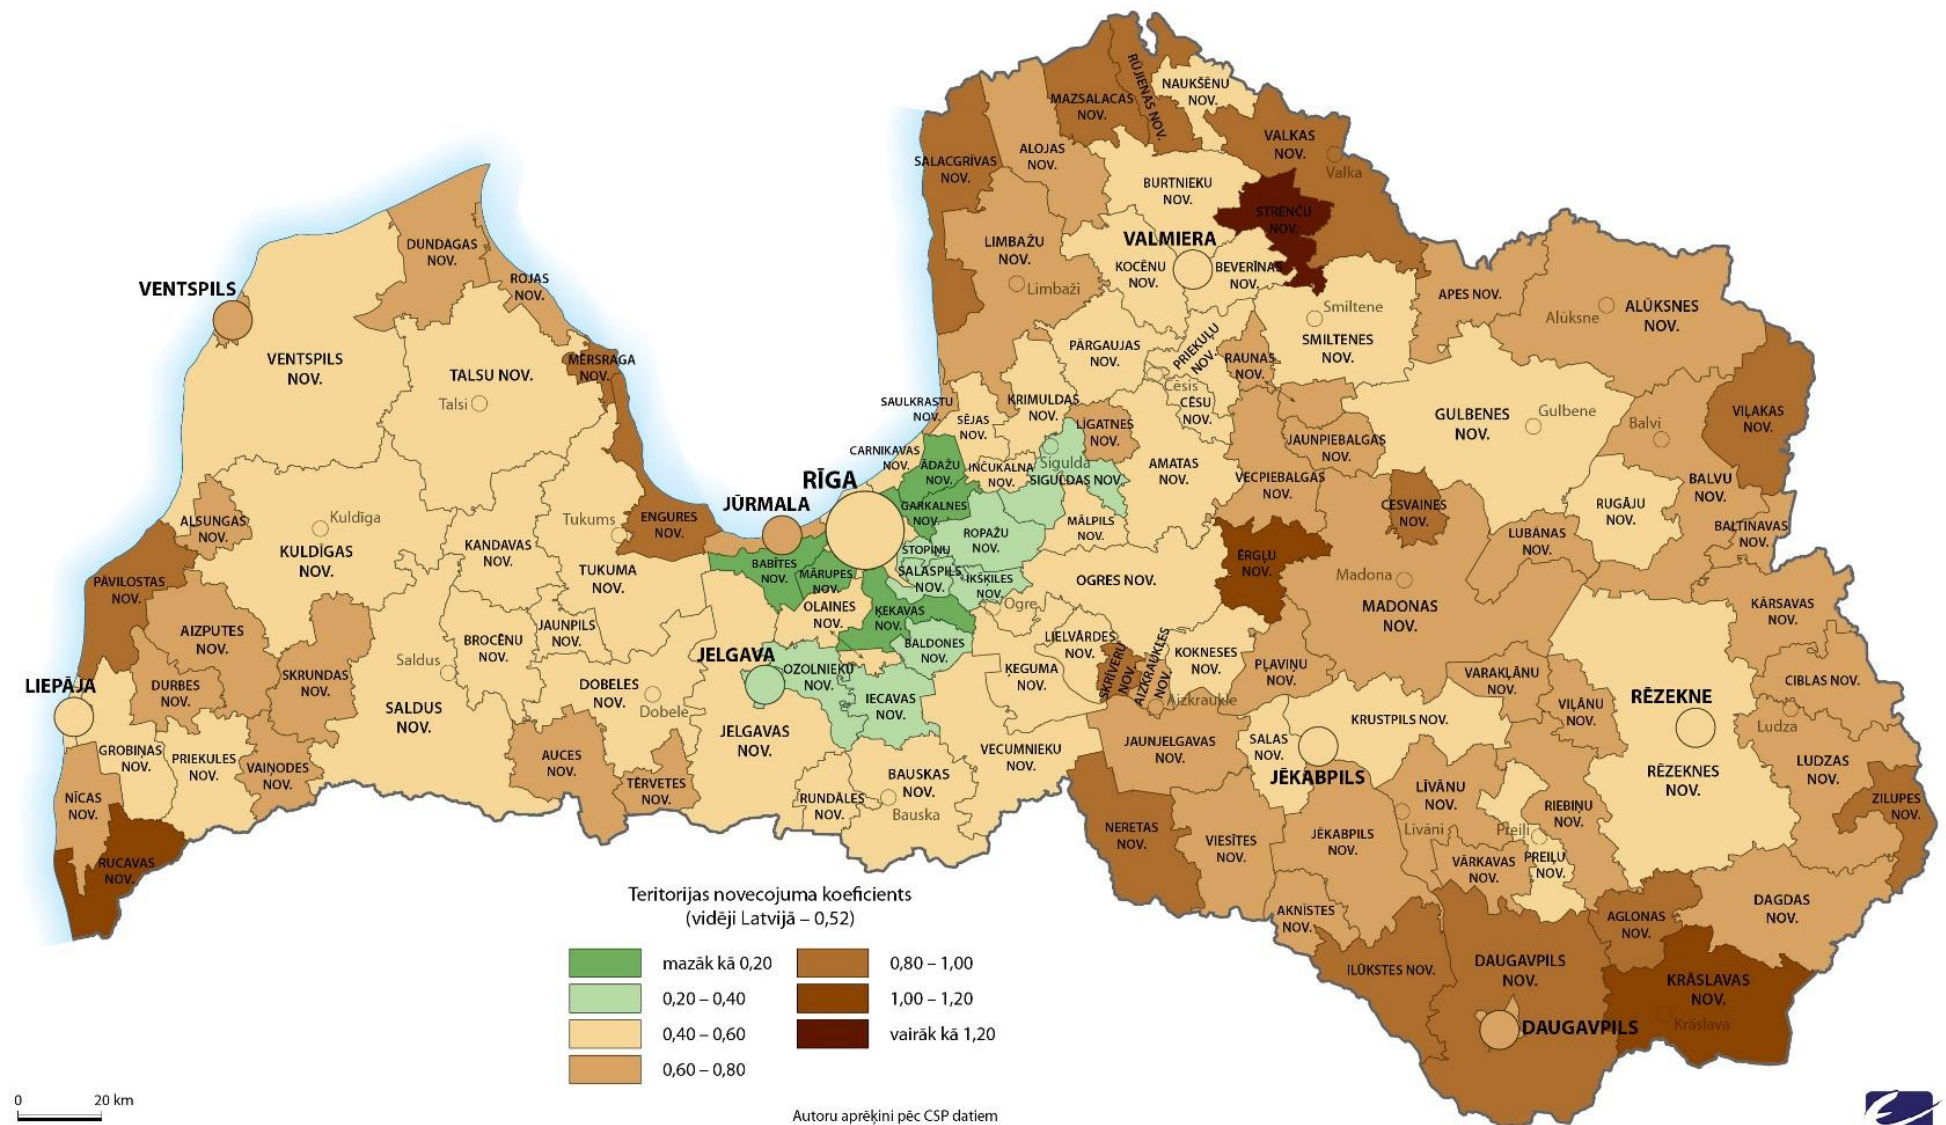 NAUKŠĒNU
NOV.
RŪJIENAS NOV.
MAZSALACAS
NOV.
VALKAS
NOV.
Valka
ALOJAS
NOV.
SALACGRĪVAS
NOV.
BURTNIEKU
NOV.
STRENČU
NOV.
LIMBAŽU
NOV.
Limbaži
VALMIERA
KOCĒNU
NOV.
BEVERĪNAS
NOV.
DUNDAGAS
NOV.
ROJAS
NOV.
VENTSPILS
APES NOV.
Alūksne
ALŪKSNES
NOV.
Smiltene
SMILTENES
NOV.
VENTSPILS
NOV.
TALSU NOV.
Talsi
MĒRSRAGA
NOV.
PĀRGAUJAS
NOV.
PRIEKUĻU
NOV.
RAUNAS
NOV.
Cēsis
CĒSU
NOV.
SAULKRASTU
NOV.
SĒJAS
NOV.
KRIMULDAS
NOV.
LĪGATNES
NOV.
GULBENES
NOV.
Gulbene
Balvi
VIĻAKAS
NOV.
JAUNPIEBALGAS
NOV.
CARNIKAVAS
NOV.
ĀDAŽU
NOV.
INČUKALNA
NOV.
Sigulda
SIGULDAS NOV.
AMATAS
NOV.
VECPIEBALGAS
NOV.
BALVU
NOV.
RĪGA
JŪRMALA
GARKALNES
NOV.
CESVAINES
NOV.
RUGĀJU
NOV.
BALTINAVAS
NOV.
ALSUNGAS
NOV.
Kuldīga
KULDĪGAS
NOV.
Tukums
ENGURES
NOV.
MĀLPILS
NOV.
ROPAŽU
NOV.
LUBĀNAS
NOV.
KANDAVAS
NOV.
STOPIŅU
NOV.
SALASPILS
NOV.
IKŠĶILES
NOV.
ĒRGĻU
NOV.
Madona
MADONAS
NOV.
PĀVILOSTAS
NOV.
TUKUMA
NOV.
BABĪTES
NOV.
MĀRUPES
NOV.
OGRES NOV.
Ogre
KĀRSAVAS
NOV.
AIZPUTES
NOV.
BROCĒNU
NOV.
JAUNPILS
NOV.
OLAINES
NOV.
ĶEKAVAS
NOV.
BALDONES
NOV.
LIELVĀRDES
NOV.
SKRĪVERU
NOV.
AIZKRAUKLES
NOV.
KOKNESES
NOV.
PĻAVIŅU
NOV.
VARAKĻĀNU
NOV.
CIBLAS NOV.
LIEPĀJA
DURBES
NOV.
SKRUNDAS
NOV.
Saldus
SALDUS
NOV.
DOBELES
NOV.
Dobele
JELGAVA
OZOLNIEKU
NOV.
IECAVAS
NOV.
ĶEGUMA
NOV.
Aizkraukle
VIĻĀNU
NOV.
RĒZEKNE
Ludza
GROBIŅAS
NOV.
PRIEKULES
NOV.
VAIŅODES
NOV.
AUCES
NOV.
TĒRVETES
NOV.
JELGAVAS
NOV.
VECUMNIEKU
NOV.
JAUNJELGAVAS
NOV.
SALAS
NOV.
KRUSTPILS NOV.
JĒKABPILS
RĒZEKNES
NOV.
LUDZAS
NOV.
NĪCAS
NOV.
RUNDĀLES
NOV.
BAUSKAS
NOV.
Bauska
LĪVĀNU
NOV.
Līvāni
RIEBIŅU
NOV.
Preiļi
PREIĻU
NOV.
ZILUPES
NOV.
RUCAVAS
NOV.
NERETAS
NOV.
VIESĪTES
NOV.
JĒKABPILS
NOV.
VĀRKAVAS
NOV.
AKNĪSTES
NOV.
AGLONAS
NOV.
DAGDAS
NOV.
ILŪKSTES NOV.
DAUGAVPILS
NOV.
KRĀSLAVAS
NOV.
Krāslava
DAUGAVPILS
Teritorijas novecojuma koeficients
(vidēji Latvijā – 0,52)
mazāk kā 0,20
0,20 – 0,40
0,40 – 0,60
0,60 – 0,80
0,80 – 1,00
1,00 – 1,20
vairāk kā 1,20
0 20 km
Autoru aprēķini pēc CSP datiem